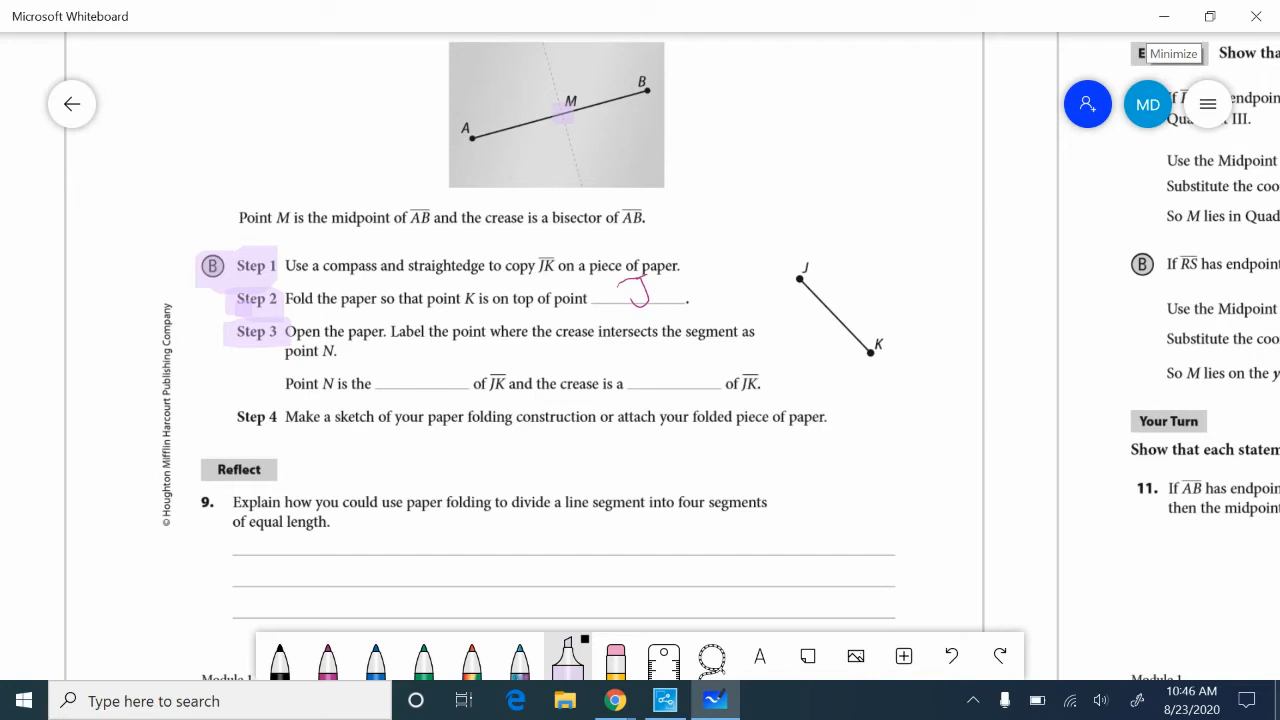 Microsoft Whiteboard
Minimize
MD
B
M
A
Point M is the midpoint of AB and the crease is a bisector of AB.
B Step 1 Use a compass and straightedge to copy JK on a piece of paper.
Step 2 Fold the paper so that point K is on top of point J.
Step 3 Open the paper. Label the point where the crease intersects the segment as
point N.
Point N is the ____ of JK and the crease is a ____ of JK.
Step 4 Make a sketch of your paper folding construction or attach your folded piece of paper.
J
K
© Houghton Mifflin Harcourt Publishing Company
Reflect
9. Explain how you could use paper folding to divide a line segment into four segments
of equal length.
E
Show tha
III.
Use the Midpoint
Substitute the coo
So M lies in Quad
B If RS has endpoint
Use the Midpoint
Substitute the coo
So M lies on the y
Your Turn
Show that each statem
11. If AB has endpoin
then the midpoint
A
Type here to search
10:46 AM
8/23/2020